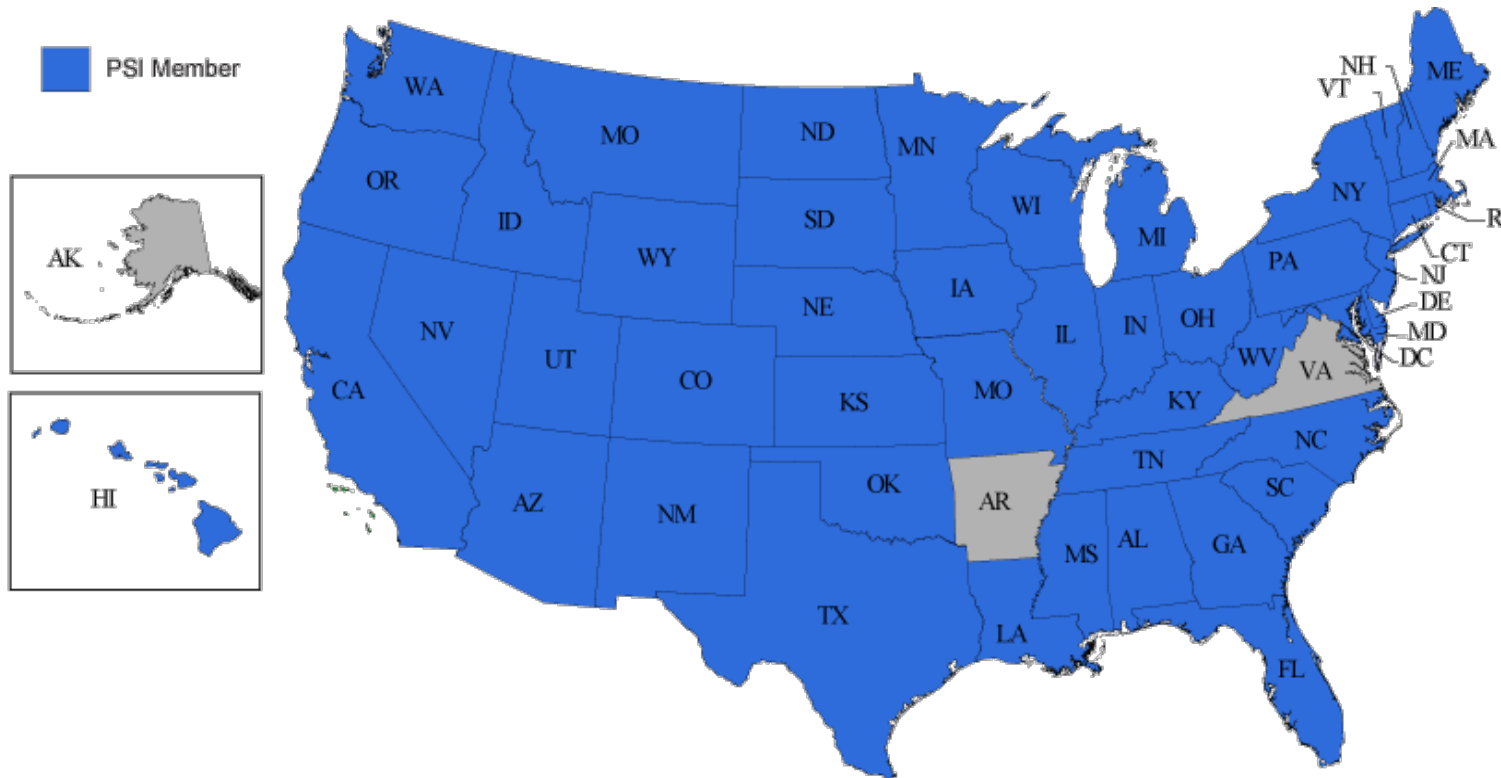 PSI Member
NH
VT
ME
WA
MO
ND
MN
MA
OR
ID
SD
WI
NY
R
MI
CT
AK
WY
PA
NJ
NE
IA
DE
NV
IL
IN
OH
MD
UT
WV
DC
CO
VA
CA
KS
MO
KY
NC
TN
HI
AZ
NM
OK
AR
SC
MS
AL
GA
TX
LA
FL